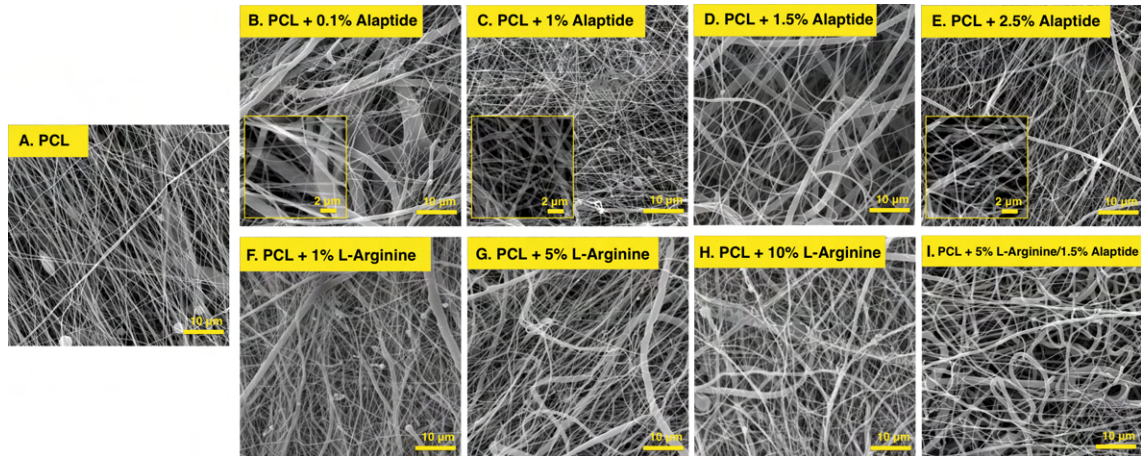 A. PCL
10 µm
B. PCL + 0.1% Alaptide
2 µm
10 µm
C. PCL + 1% Alaptide
2 µm
10 µm
D. PCL + 1.5% Alaptide
10 µm
E. PCL + 2.5% Alaptide
2 µm
10 µm
F. PCL + 1% L-Arginine
10 µm
G. PCL + 5% L-Arginine
10 µm
H. PCL + 10% L-Arginine
10 µm
I. PCL + 5% L-Arginine/1.5% Alaptide
10 µm